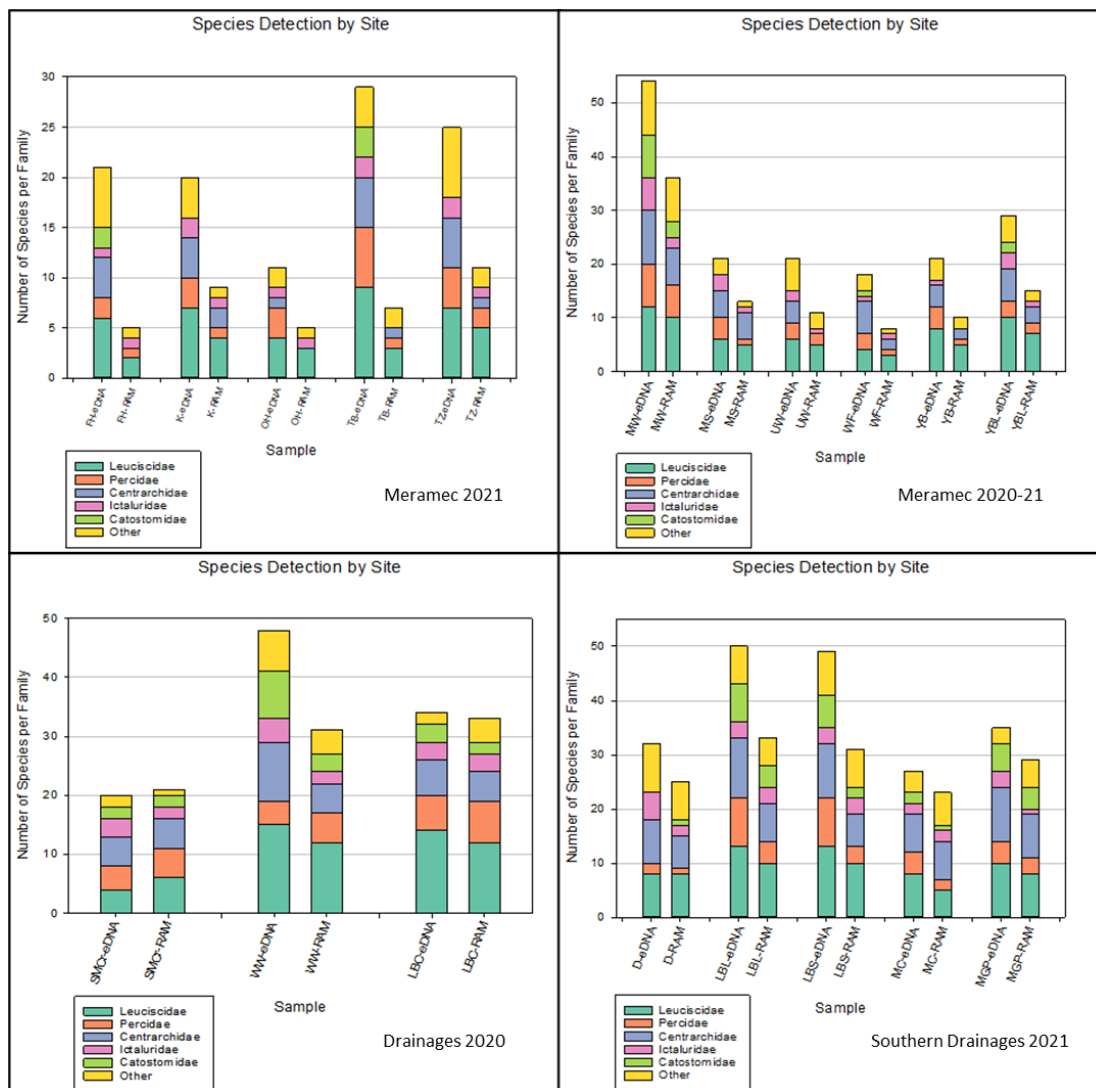 Species Detection by Site
Number of Species per Family
30
25
20
15
10
5
0
FH-eDNA
FH-RAM
K-eDNA
K-RAM
OH-eDNA
OH-RAM
TB-eDNA
TB-RAM
TZ-eDNA
TZ-RAM
Sample
Leuciscidae
Percidae
Centrarchidae
Ictaluridae
Catostomidae
Other
Meramec 2021
Species Detection by Site
Number of Species per Family
50
40
30
20
10
0
MW-eDNA
MW-RAM
MS-eDNA
MS-RAM
UW-eDNA
UW-RAM
WF-eDNA
WF-RAM
YB-eDNA
YB-RAM
YBL-eDNA
YBL-RAM
Sample
Leuciscidae
Percidae
Centrarchidae
Ictaluridae
Catostomidae
Other
Meramec 2020-21
Species Detection by Site
Number of Species per Family
50
40
30
20
10
0
SMCr-eDNA
SMCr-RAM
WW-eDNA
WW-RAM
LBC-eDNA
LBC-RAM
Sample
Leuciscidae
Percidae
Centrarchidae
Ictaluridae
Catostomidae
Other
Drainages 2020
Species Detection by Site
Number of Species per Family
50
40
30
20
10
0
D-eDNA
D-RAM
LBL-eDNA
LBL-RAM
LBS-eDNA
LBS-RAM
MC-eDNA
MC-RAM
MGP-eDNA
MGP-RAM
Sample
Leuciscidae
Percidae
Centrarchidae
Ictaluridae
Catostomidae
Other
Southern Drainages 2021